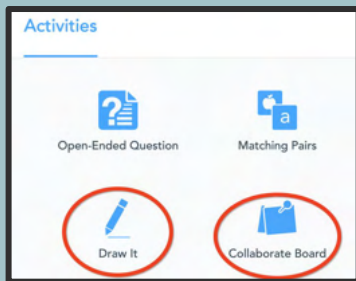 Activities
Open-Ended Question
Matching Pairs
a
Draw It
Collaborate Board